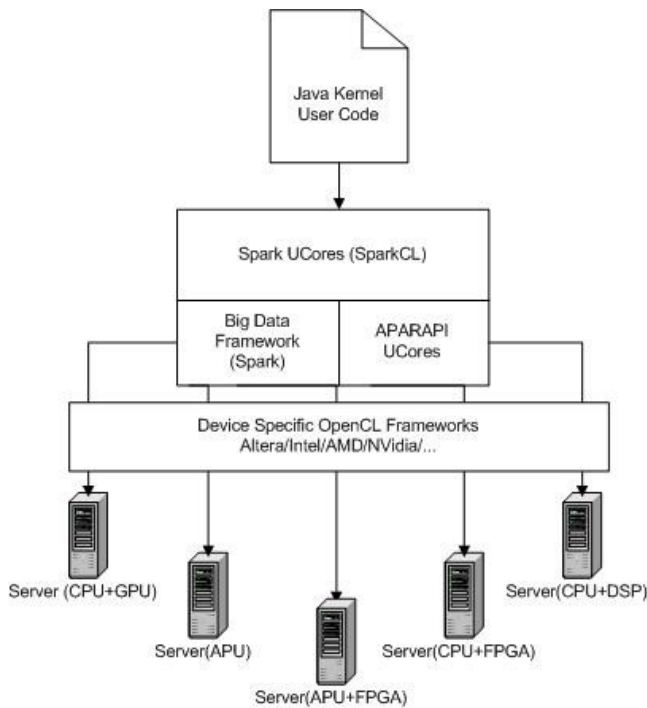 Java Kernel
User Code
Spark UCores (SparkCL)
Big Data
Framework
(Spark)
APARAPI
UCores
Device Specific OpenCL Frameworks
Altera/Intel/AMD/NVidia/...
Server (CPU+GPU)
Server(APU)
Server(APU+FPGA)
Server(CPU+FPGA)
Server(CPU+DSP)